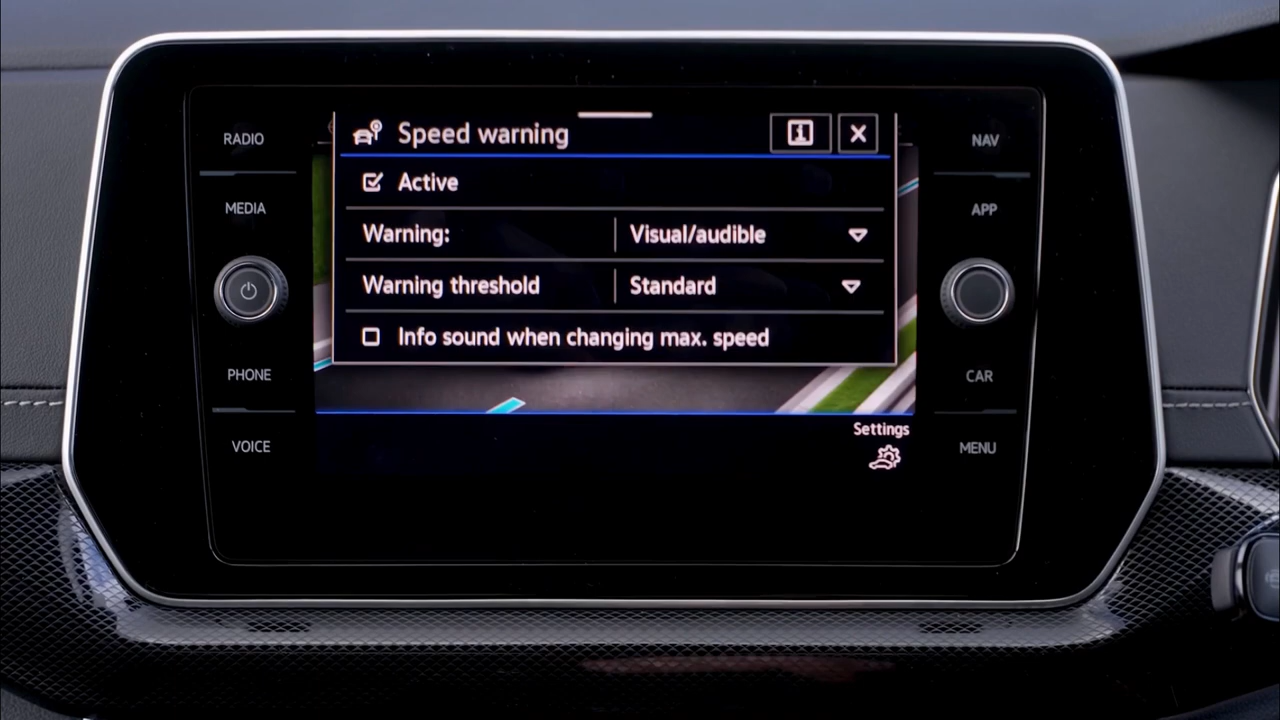 RADIO
MEDIA
PHONE
VOICE
Speed warning
Active
Warning: Visual/audible
Warning threshold Standard
Info sound when changing max. speed
Settings
NAV
APP
CAR
MENU